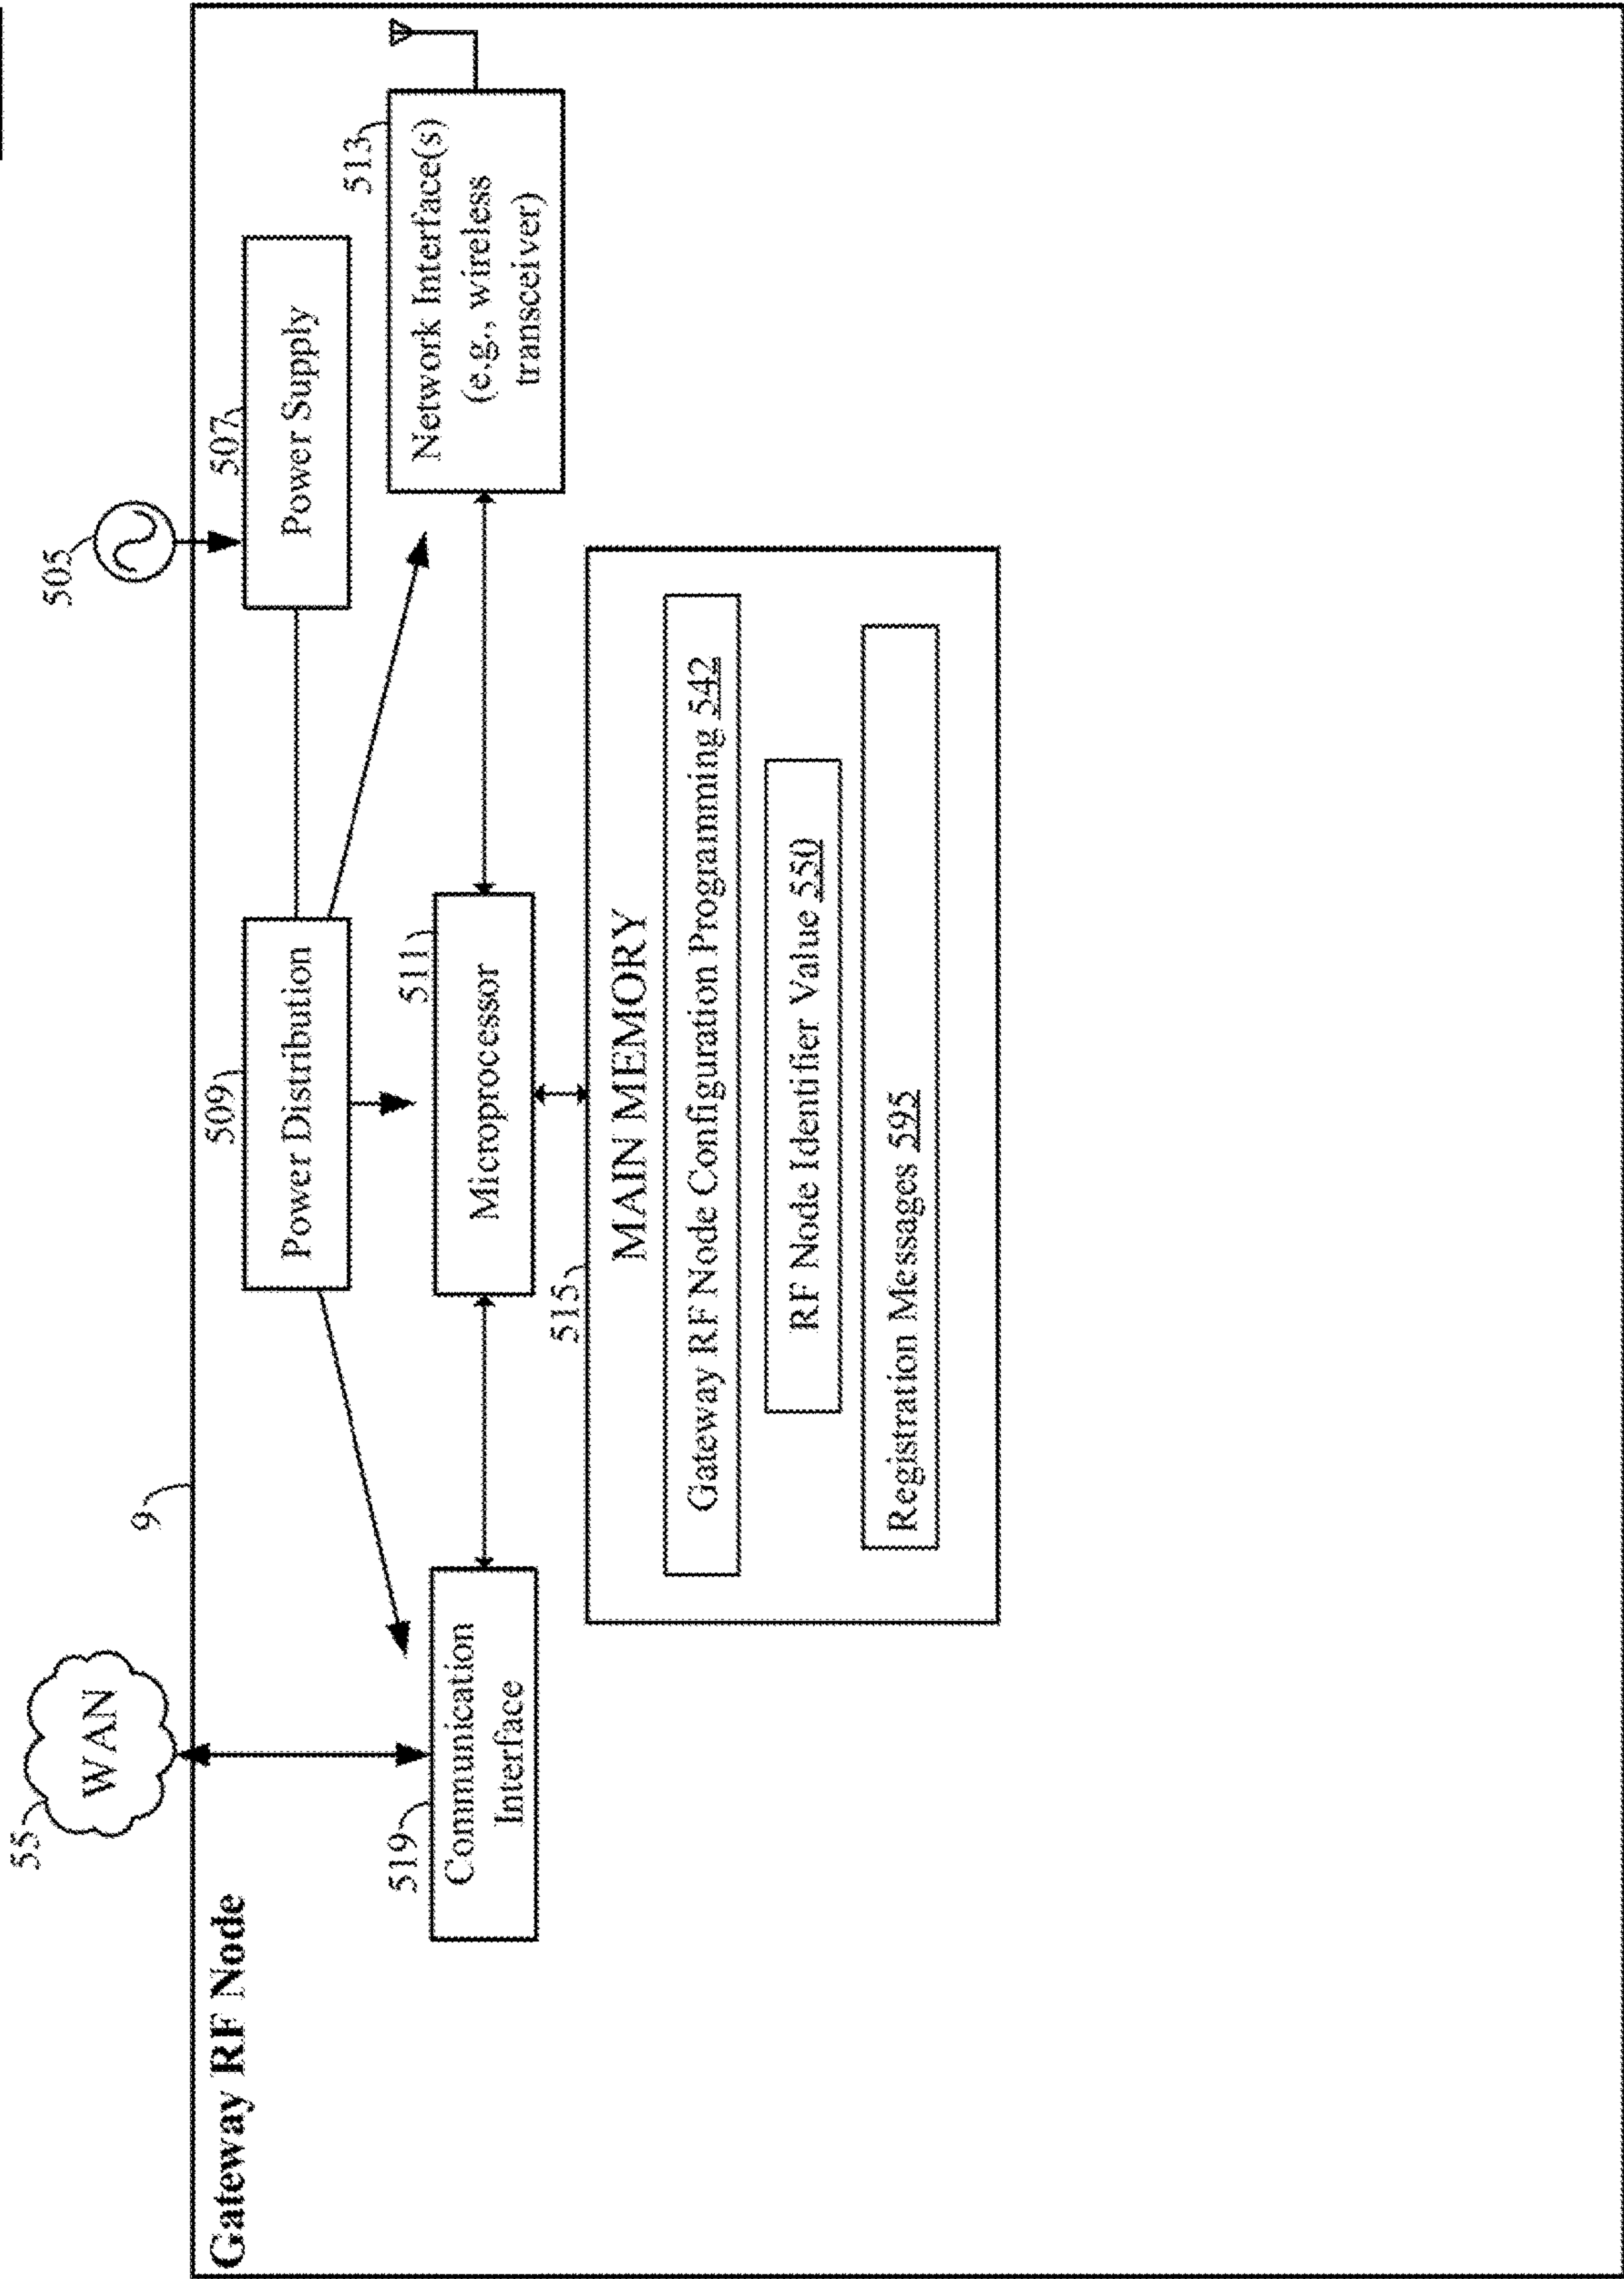 55
WAN
9
505
Gateway RF Node
509
Power Distribution
507
Power Supply
519
Communication
Interface
511
Microprocessor
513
Network Interface(s)
(e.g., wireless
transceiver)
515
MAIN MEMORY
Gateway RF Node Configuration Programming 542
RF Node Identifier Value 550
Registration Messages 595